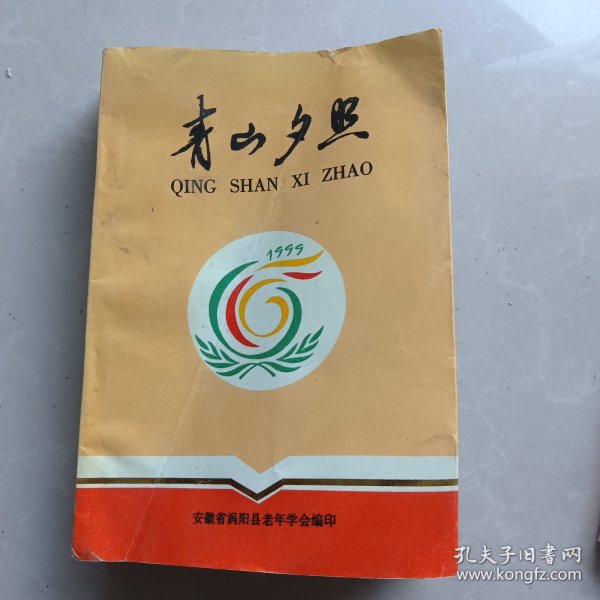 青山夕照
QING SHAN XI ZHAO
1999
安徽省涡阳县老年学会编印
孔夫子旧书网
www.kongfz.com